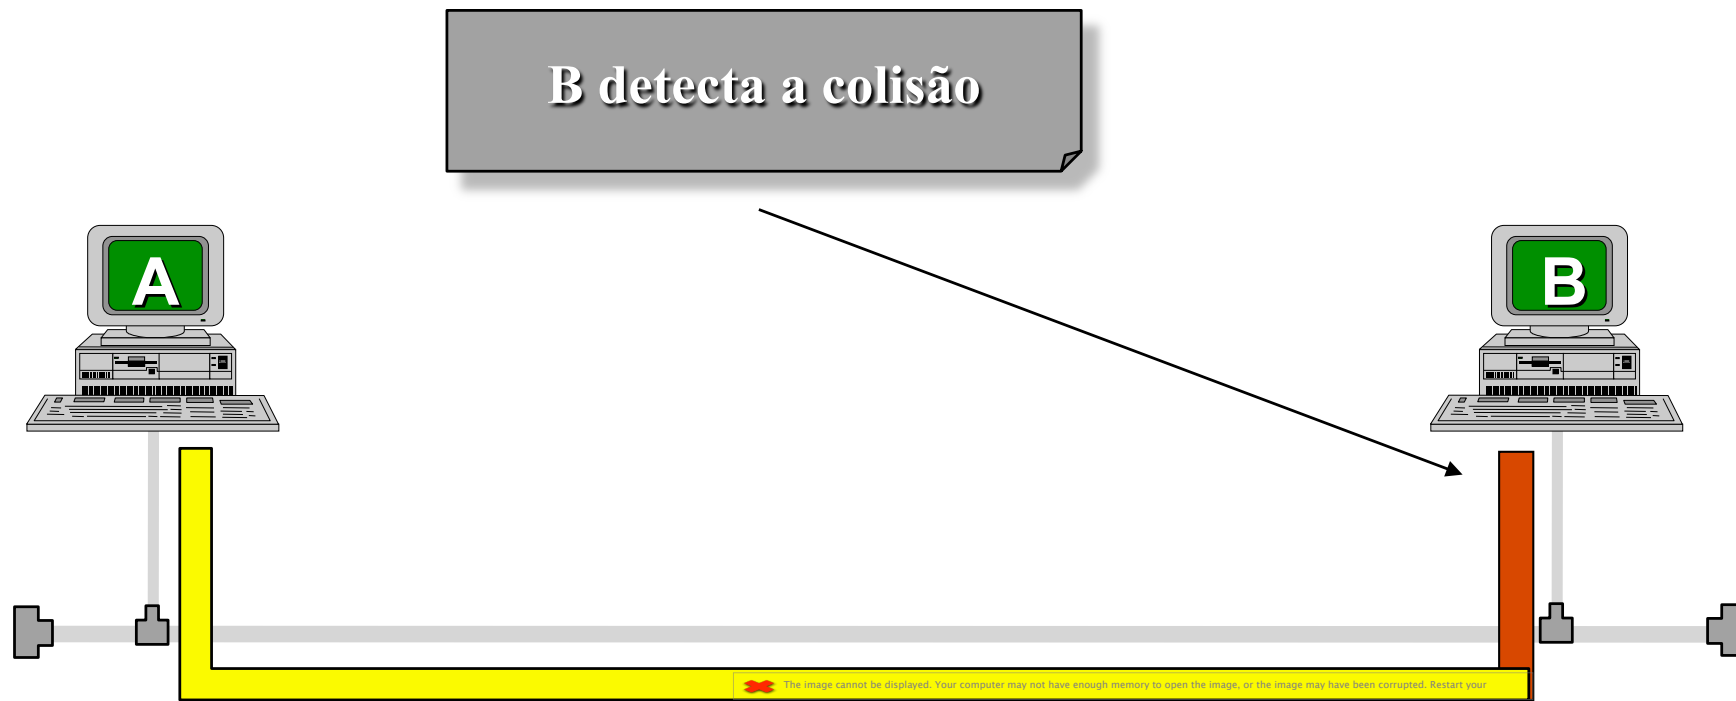 B detecta a colisão
A
B
The image cannot be displayed. Your computer may not have enough memory to open the image, or the image may have been corrupted. Restart your